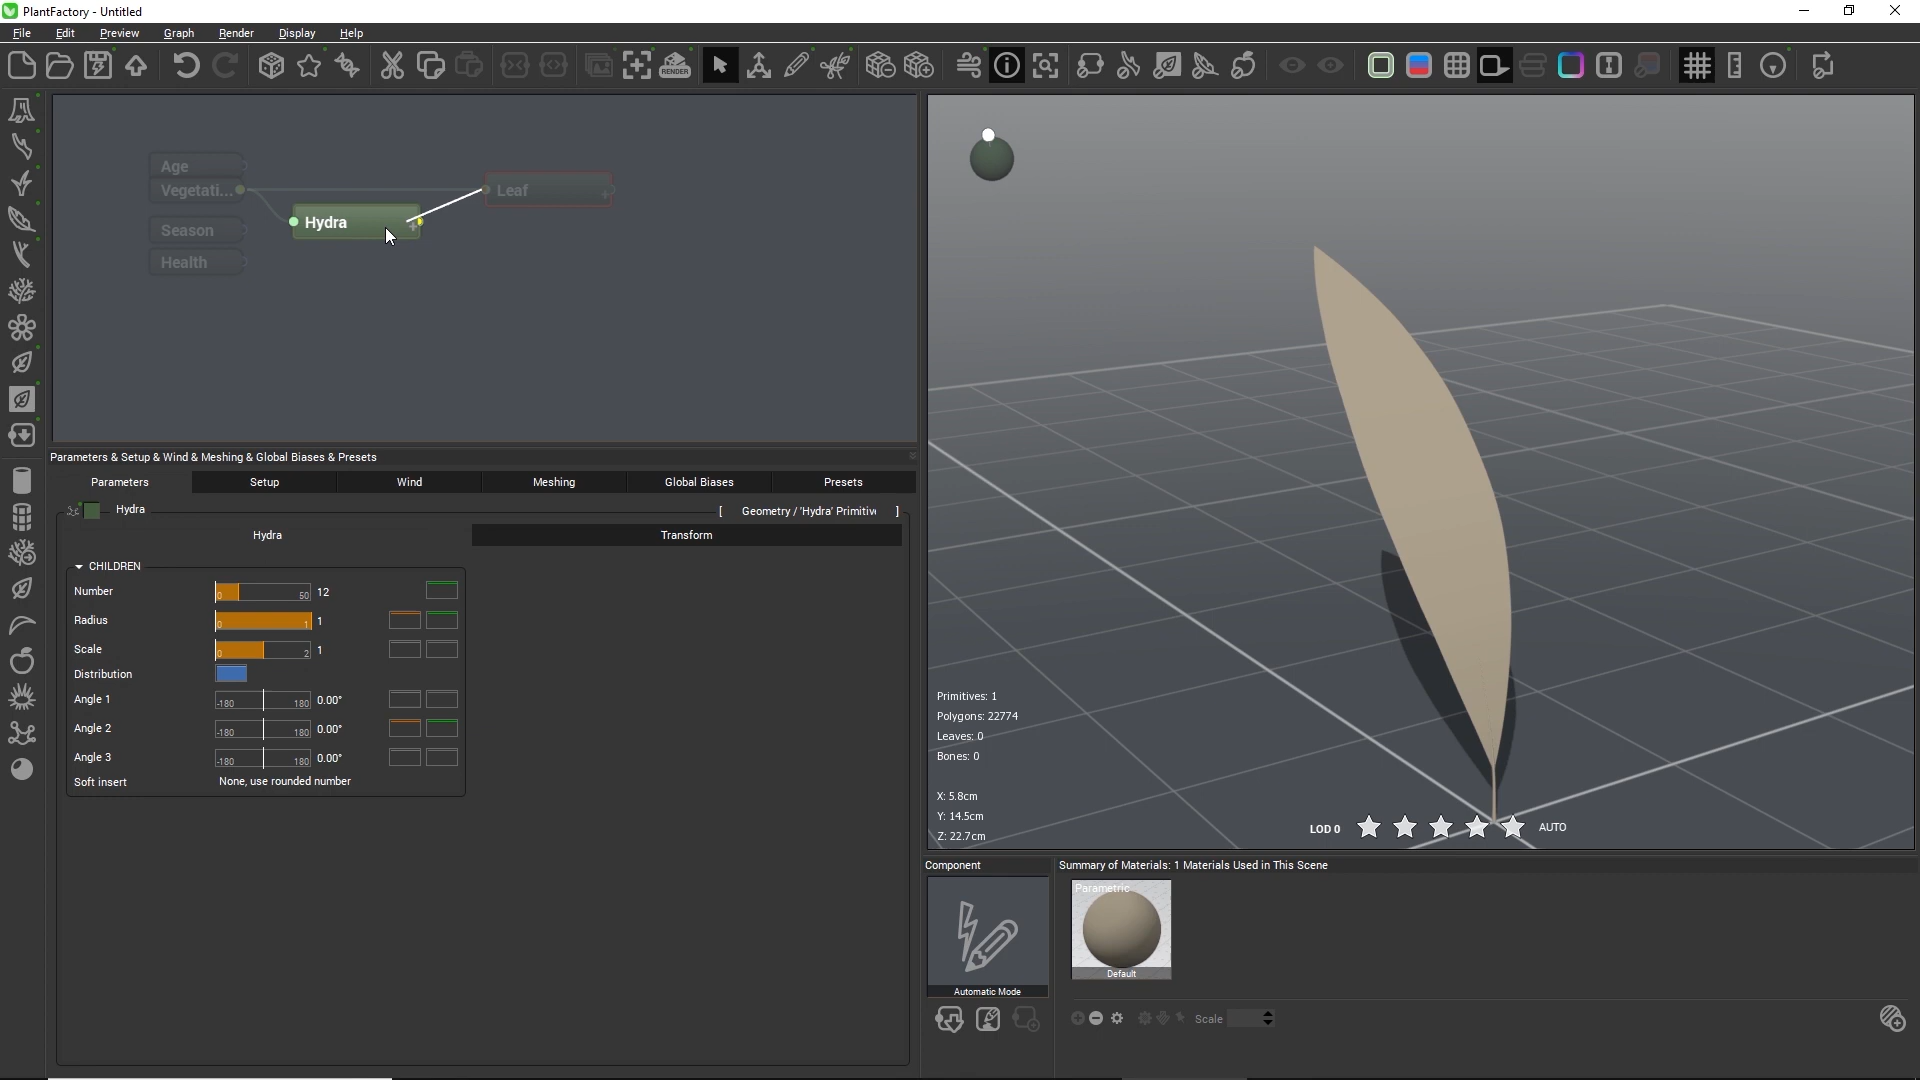 PlantFactory - Untitled
File Edit Preview Graph Render Display Help
RENDER
Age
Vegetati...
Leaf
Hydra
Season
Health
Parameters & Setup & Wind & Meshing & Global Biases & Presets
Parameters Setup Wind Meshing Global Biases Presets
Hydra [ Geometry / 'Hydra' Primitiv ]
Hydra Transform
CHILDREN
Number 0 50 12
Radius 0 1 1
Scale 0 2 1
Distribution
Angle 1 -180 180 0.00°
Angle 2 -180 180 0.00°
Angle 3 -180 180 0.00°
Soft insert None, use rounded number
Primitives: 1
Polygons: 22774
Leaves: 0
Bones: 0
X: 5.8cm
Y: 14.5cm
Z: 22.7cm
LOD 0 AUTO
Component
Automatic Mode
Summary of Materials: 1 Materials Used in This Scene
Parametric
Default
Scale